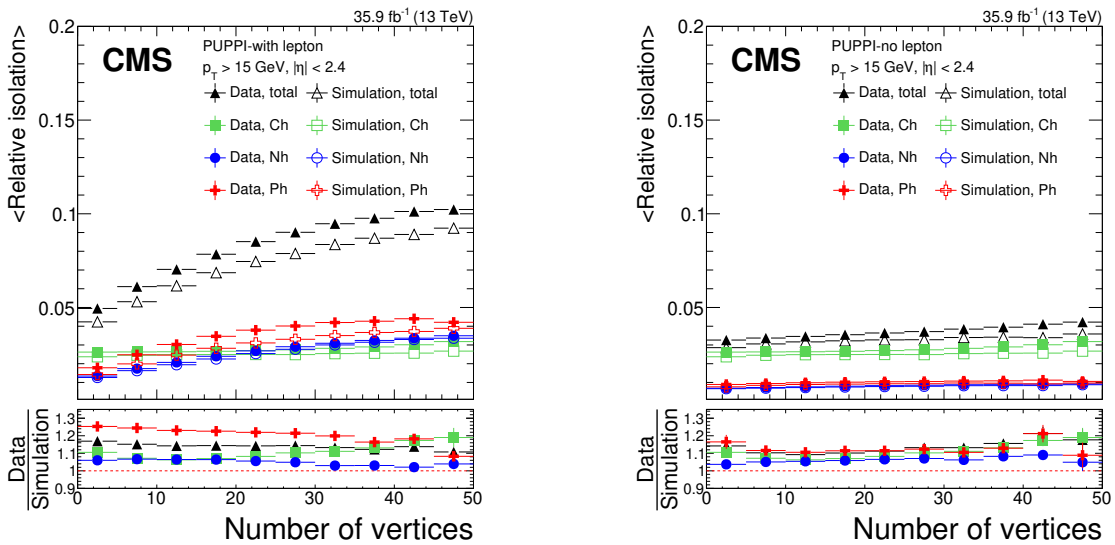 35.9 fb⁻¹ (13 TeV)
CMS
PUPPI-with lepton
p_T > 15 GeV, |η| < 2.4
Data, total Simulation, total
Data, Ch Simulation, Ch
Data, Nh Simulation, Nh
Data, Ph Simulation, Ph
<Relative isolation>
0.2
0.15
0.1
0.05
Data
Simulation
1.3
1.2
1.1
1
0.9
0 10 20 30 40 50
Number of vertices
35.9 fb⁻¹ (13 TeV)
CMS
PUPPI-no lepton
p_T > 15 GeV, |η| < 2.4
Data, total Simulation, total
Data, Ch Simulation, Ch
Data, Nh Simulation, Nh
Data, Ph Simulation, Ph
<Relative isolation>
0.2
0.15
0.1
0.05
Data
Simulation
1.3
1.2
1.1
1
0.9
0 10 20 30 40 50
Number of vertices